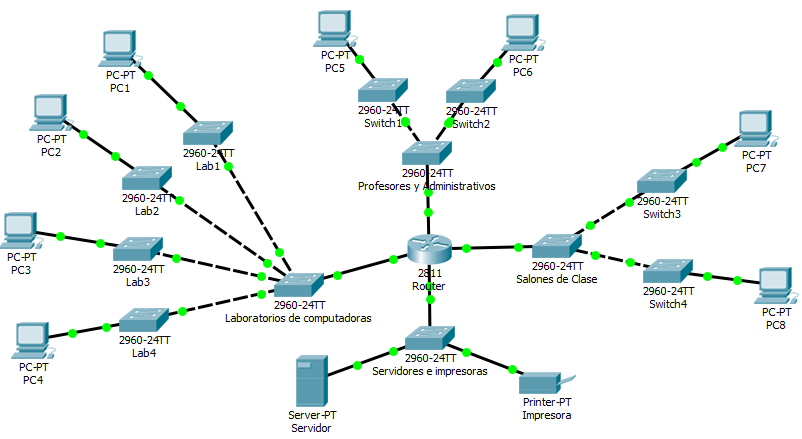 PC-PT
PC1
PC-PT
PC2
PC-PT
PC3
PC-PT
PC4
2960-24TT
Lab1
2960-24TT
Lab2
2960-24TT
Lab3
2960-24TT
Lab4
2960-24TT
Laboratorios de computadoras
PC-PT
PC5
PC-PT
PC6
2960-24TT
Switch1
2960-24TT
Switch2
2960-24TT
Profesores y Administrativos
2811
Router
PC-PT
PC7
2960-24TT
Switch3
2960-24TT
Salones de Clase
2960-24TT
Switch4
PC-PT
PC8
2960-24TT
Servidores e impresoras
Server-PT
Servidor
Printer-PT
Impresora